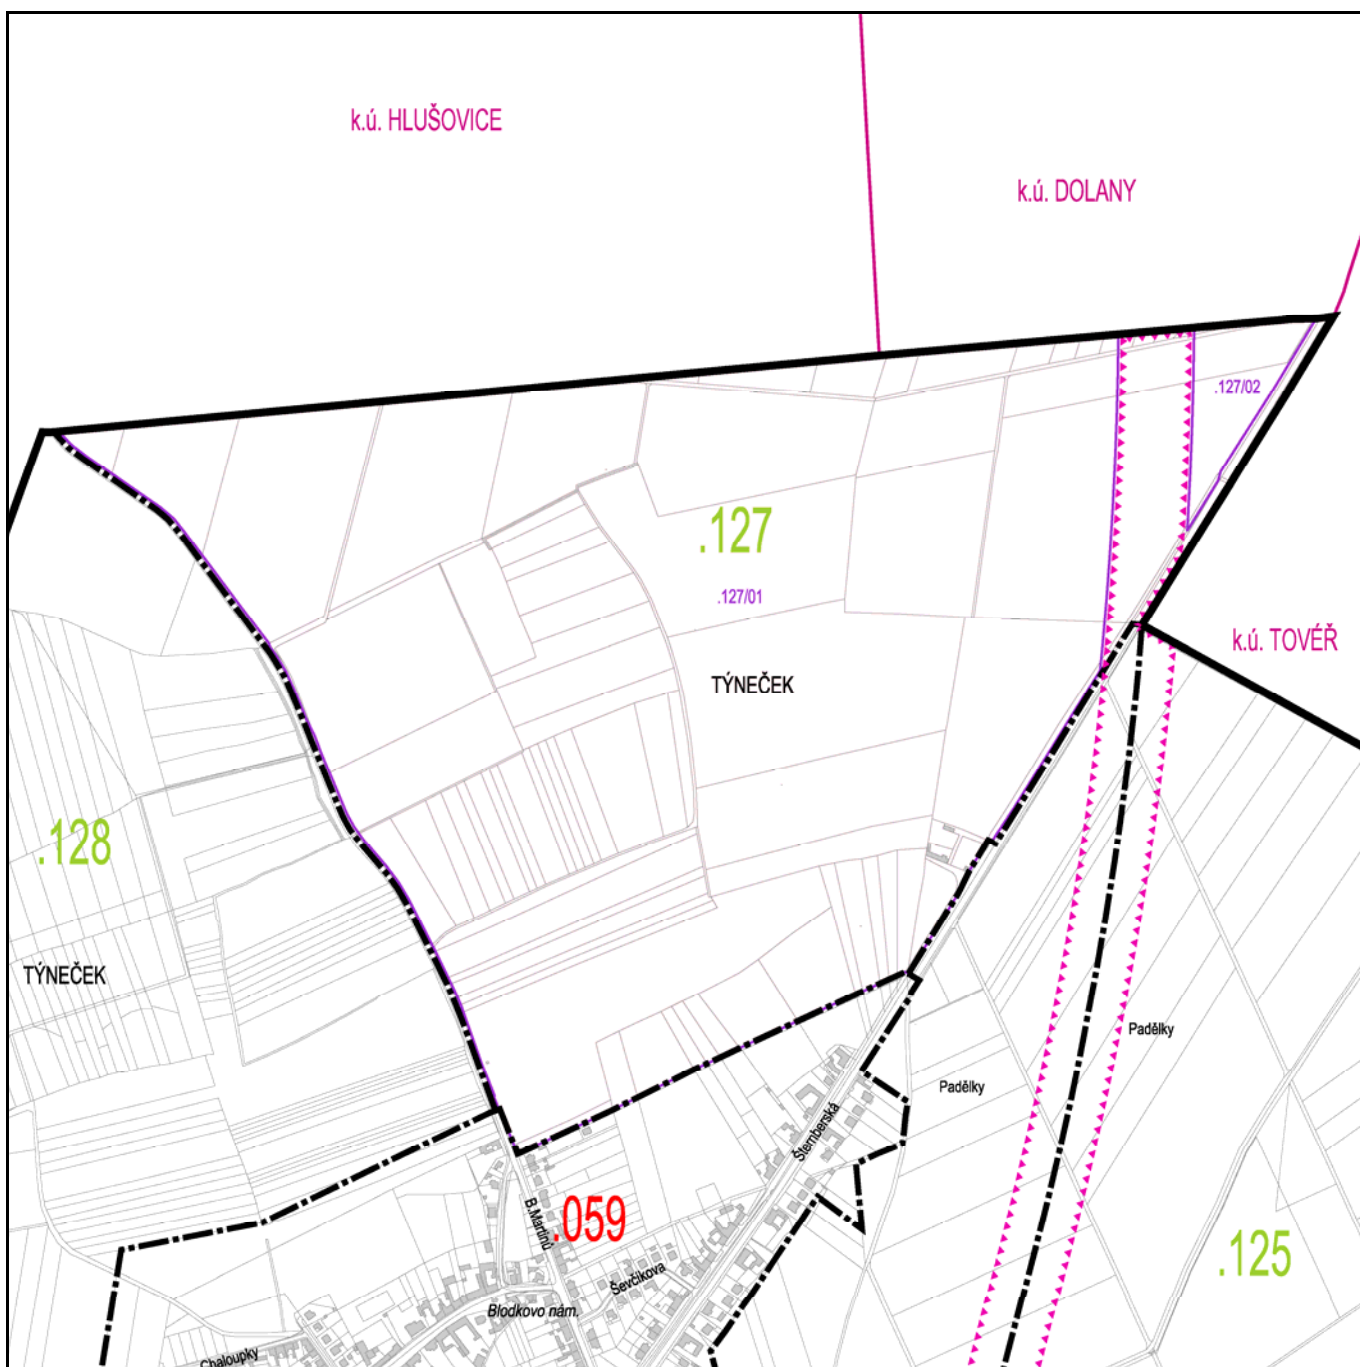 k.ú. HLUŠOVICE
k.ú. DOLANY
.127/02
.127
.127/01
k.ú. TOVÉŘ
TÝNEČEK
.128
TÝNEČEK
Padělky
Padělky
Šternberská
B.Martinů
.059
.125
Ševčíkova
Blodkovo nám.
Chaloupky